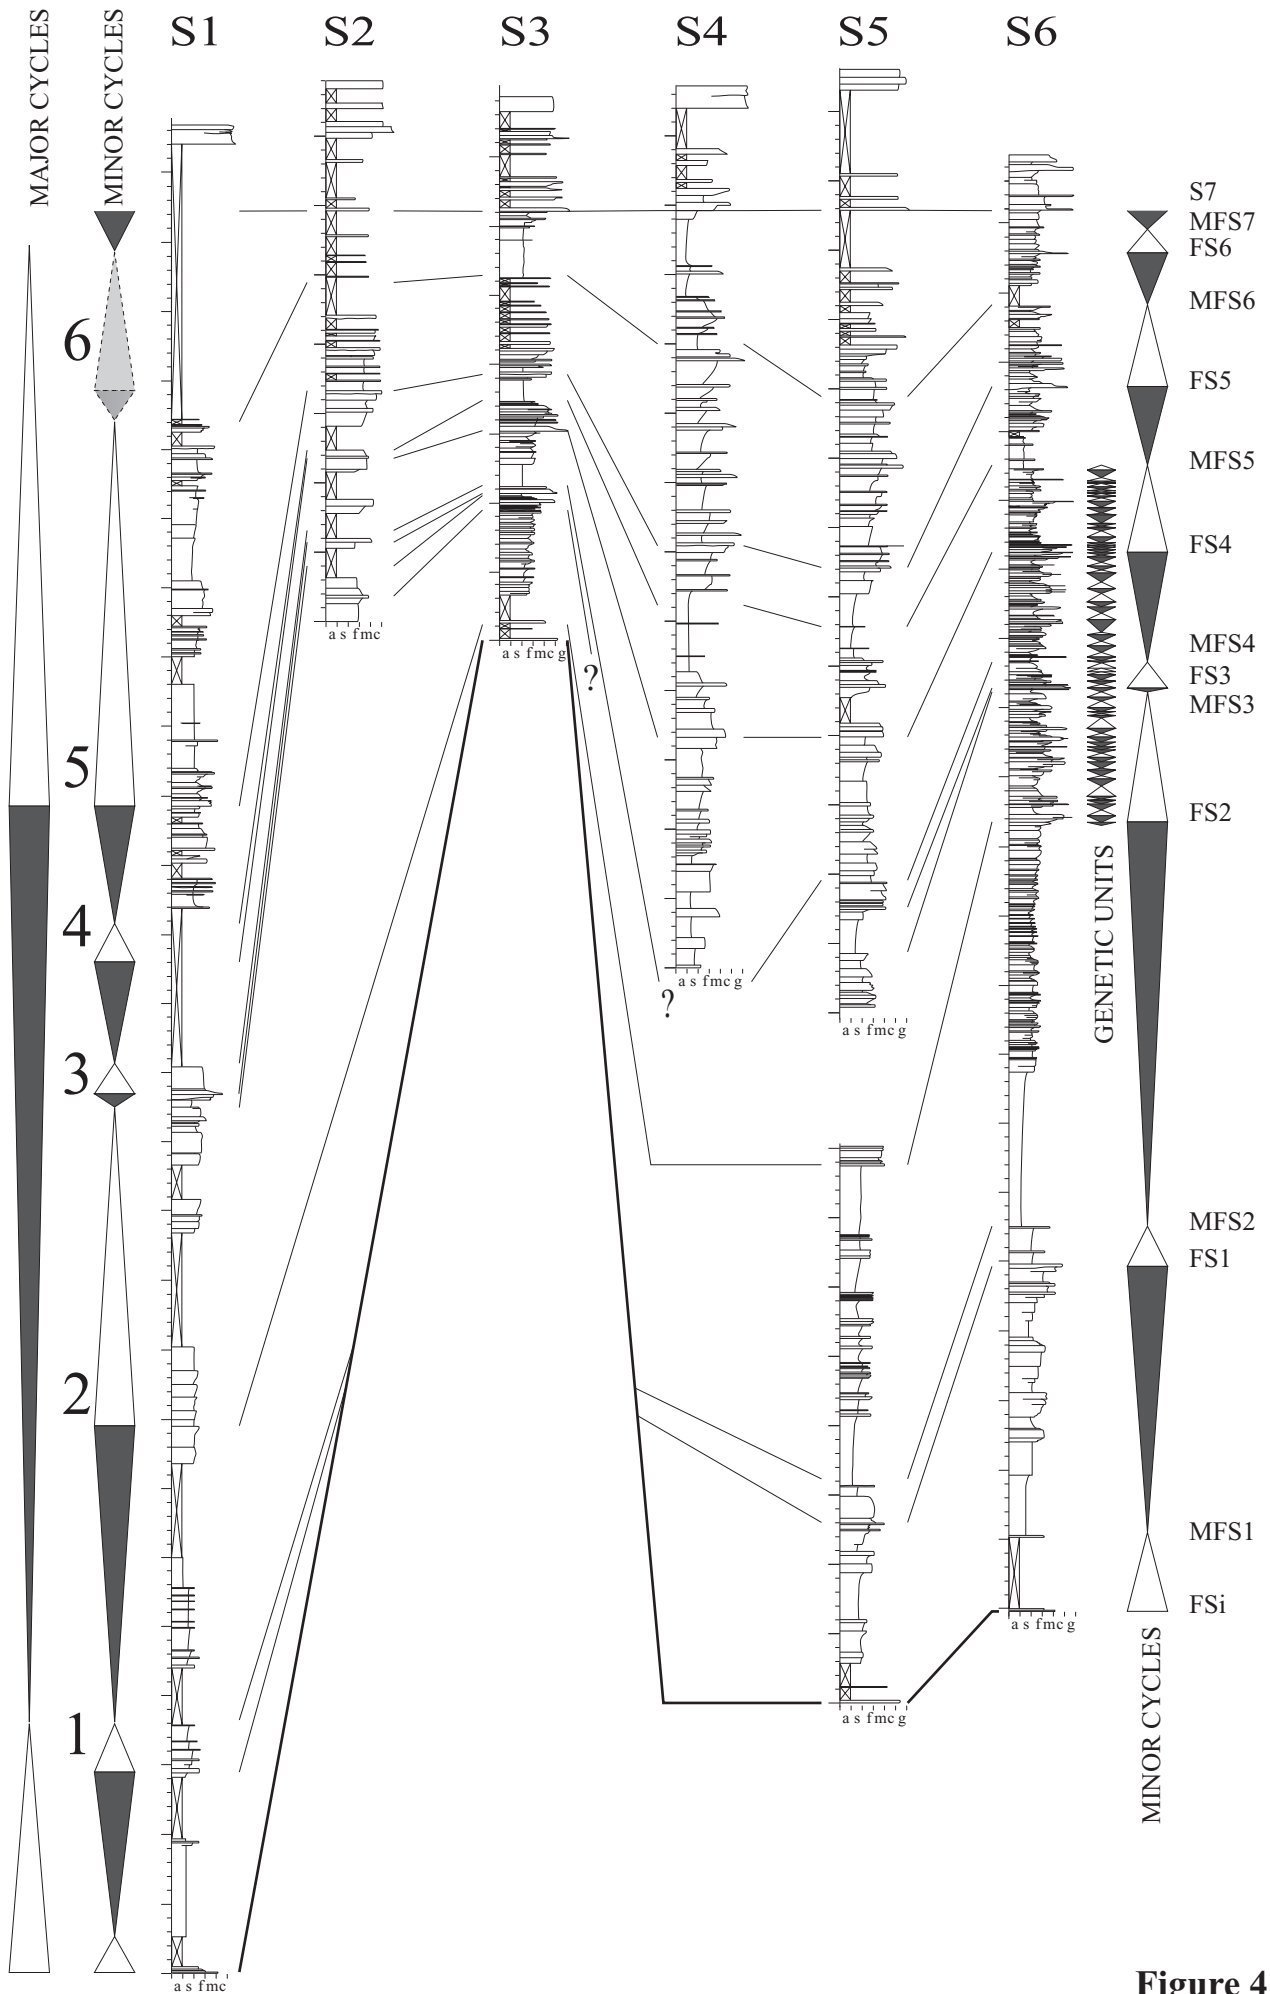 MAJOR CYCLES
MINOR CYCLES
S1
S2
S3
S4
S5
S6
S7
MFS7
FS6
MFS6
6
FS5
MFS5
FS4
a s f m c
a s f m c g
MFS4
?
FS3
MFS3
5
FS2
GENETIC UNITS
4
a s f m c g
?
a s f m c g
3
MFS2
FS1
2
MFS1
FSi
a s f m c g
MINOR CYCLES
1
a s f m c g
a s f m c
Figure 4